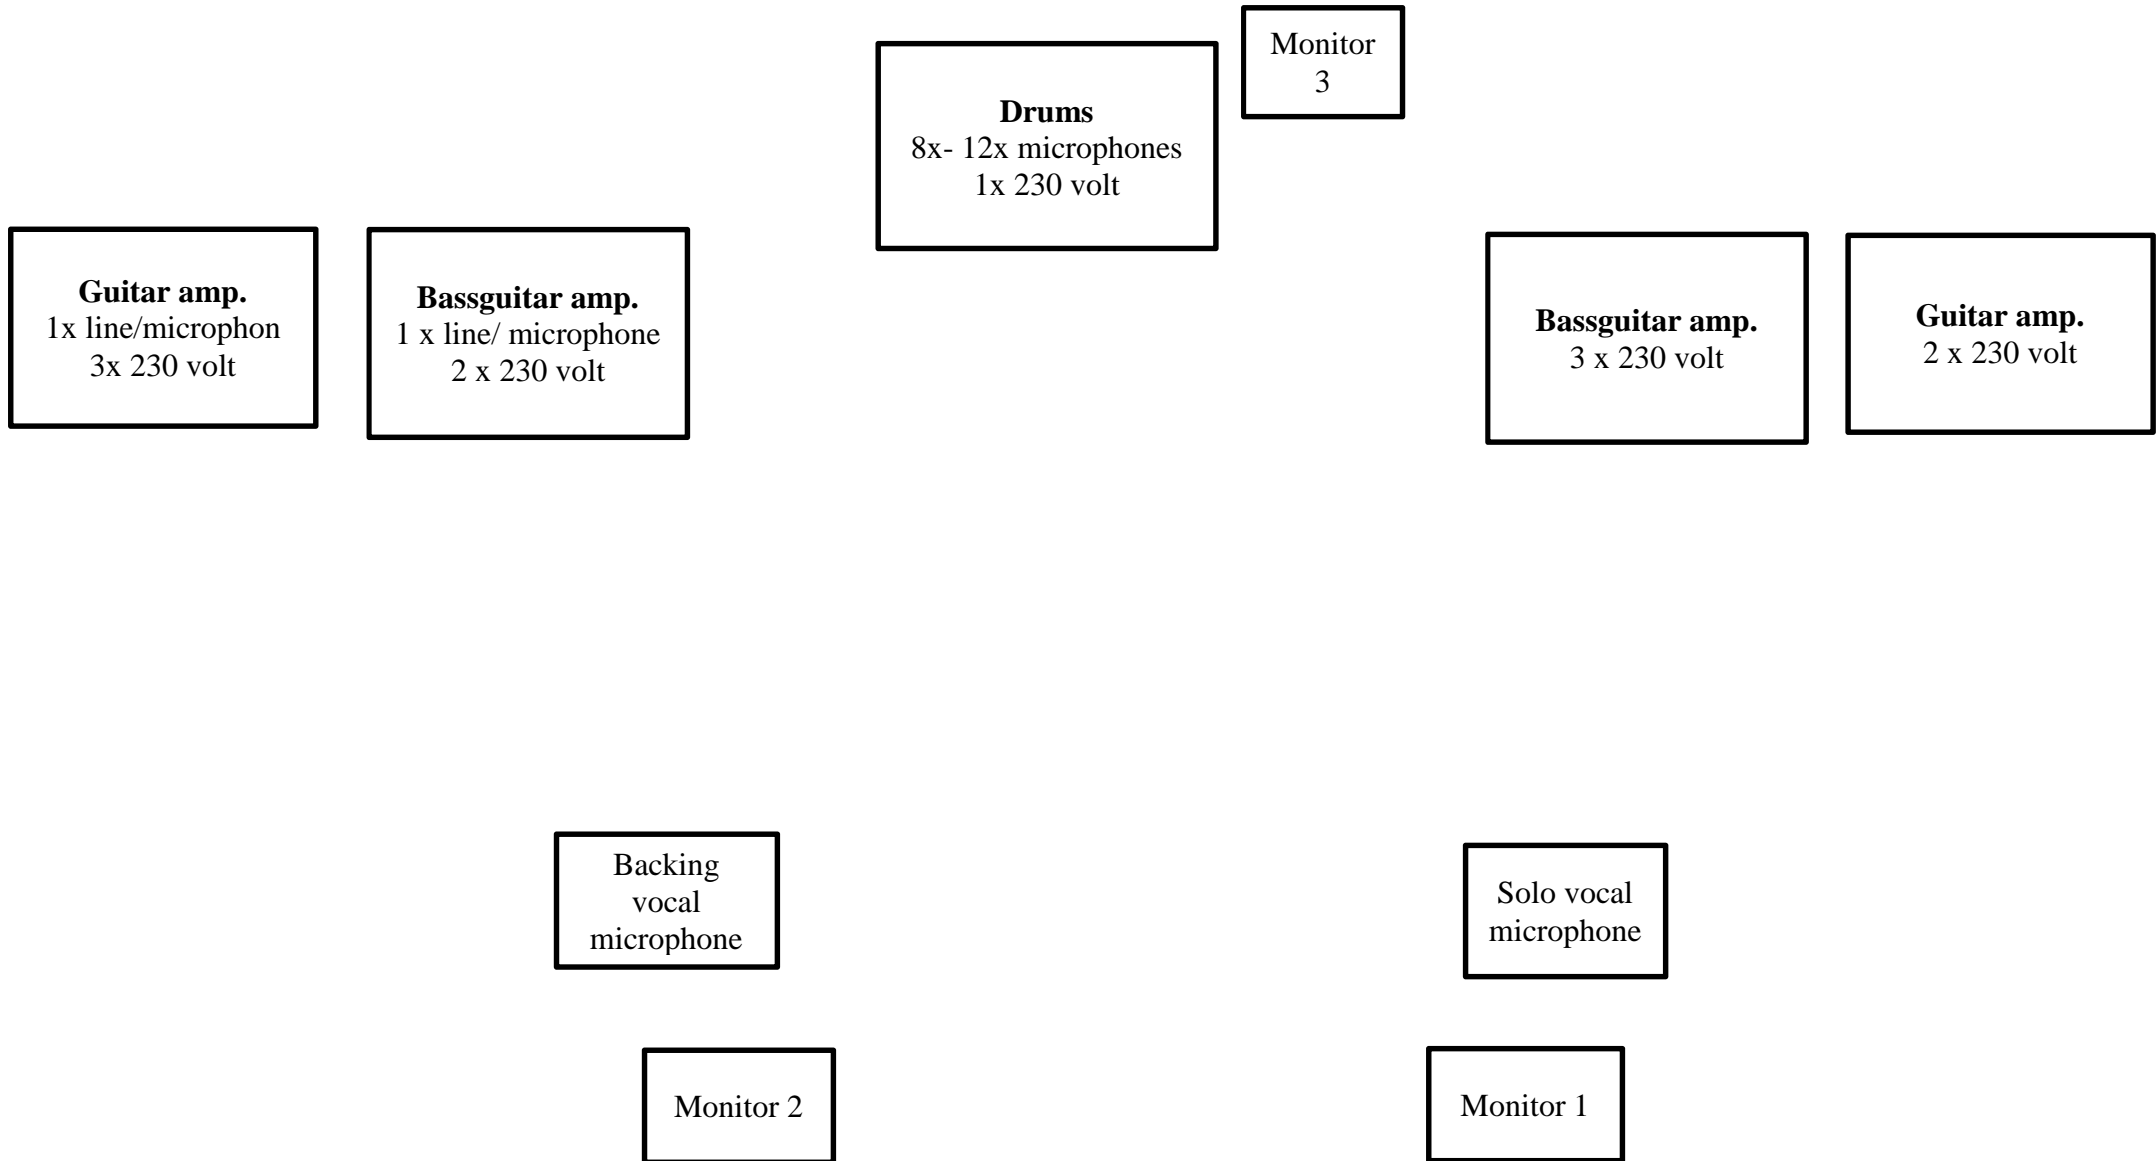 Monitor
3
Drums
8x- 12x microphones
1x 230 volt
Guitar amp.
1x line/microphon
3x 230 volt
Bassguitar amp.
1 x line/ microphone
2 x 230 volt
Bassguitar amp.
3 x 230 volt
Guitar amp.
2 x 230 volt
Backing
vocal
microphone
Solo vocal
microphone
Monitor 2
Monitor 1